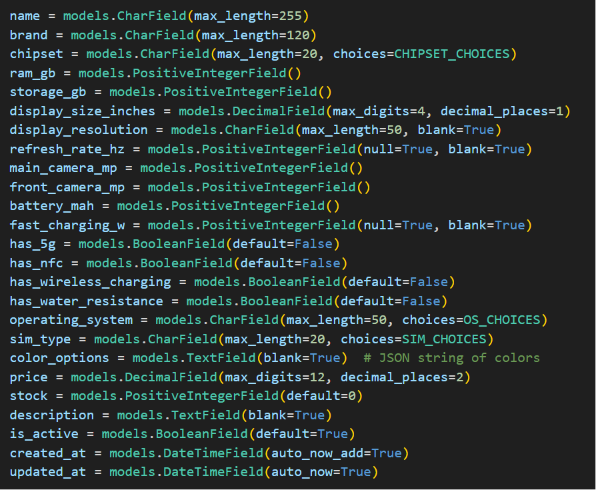 name = models.CharField(max_length=255)
brand = models.CharField(max_length=120)
chipset = models.CharField(max_length=20, choices=CHIPSET_CHOICES)
ram_gb = models.PositiveIntegerField()
storage_gb = models.PositiveIntegerField()
display_size_inches = models.DecimalField(max_digits=4, decimal_places=1)
display_resolution = models.CharField(max_length=50, blank=True)
refresh_rate_hz = models.PositiveIntegerField(null=True, blank=True)
main_camera_mp = models.PositiveIntegerField()
front_camera_mp = models.PositiveIntegerField()
battery_mah = models.PositiveIntegerField()
fast_charging_w = models.PositiveIntegerField(null=True, blank=True)
has_5g = models.BooleanField(default=False)
has_nfc = models.BooleanField(default=False)
has_wireless_charging = models.BooleanField(default=False)
has_water_resistance = models.BooleanField(default=False)
operating_system = models.CharField(max_length=50, choices=OS_CHOICES)
sim_type = models.CharField(max_length=20, choices=SIM_CHOICES)
color_options = models.TextField(blank=True)  # JSON string of colors
price = models.DecimalField(max_digits=12, decimal_places=2)
stock = models.PositiveIntegerField(default=0)
description = models.TextField(blank=True)
is_active = models.BooleanField(default=True)
created_at = models.DateTimeField(auto_now_add=True)
updated_at = models.DateTimeField(auto_now=True)